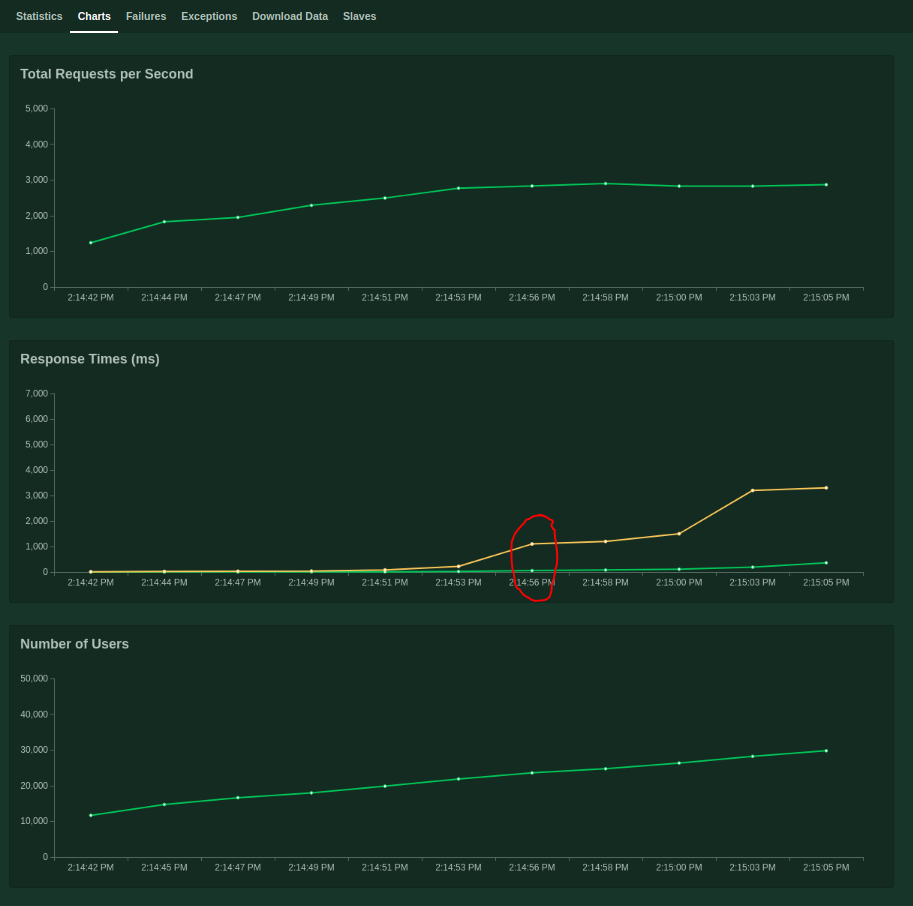 Statistics Charts Failures Exceptions Download Data Slaves
Total Requests per Second
5,000
4,000
3,000
2,000
1,000
0
2:14:42 PM 2:14:44 PM 2:14:47 PM 2:14:49 PM 2:14:51 PM 2:14:53 PM 2:14:56 PM 2:14:58 PM 2:15:00 PM 2:15:03 PM 2:15:05 PM
Response Times (ms)
7,000
6,000
5,000
4,000
3,000
2,000
1,000
0
2:14:42 PM 2:14:44 PM 2:14:47 PM 2:14:49 PM 2:14:51 PM 2:14:53 PM 2:14:56 PM 2:14:58 PM 2:15:00 PM 2:15:03 PM 2:15:05 PM
Number of Users
50,000
40,000
30,000
20,000
10,000
0
2:14:42 PM 2:14:45 PM 2:14:47 PM 2:14:49 PM 2:14:51 PM 2:14:53 PM 2:14:56 PM 2:14:58 PM 2:15:00 PM 2:15:03 PM 2:15:05 PM